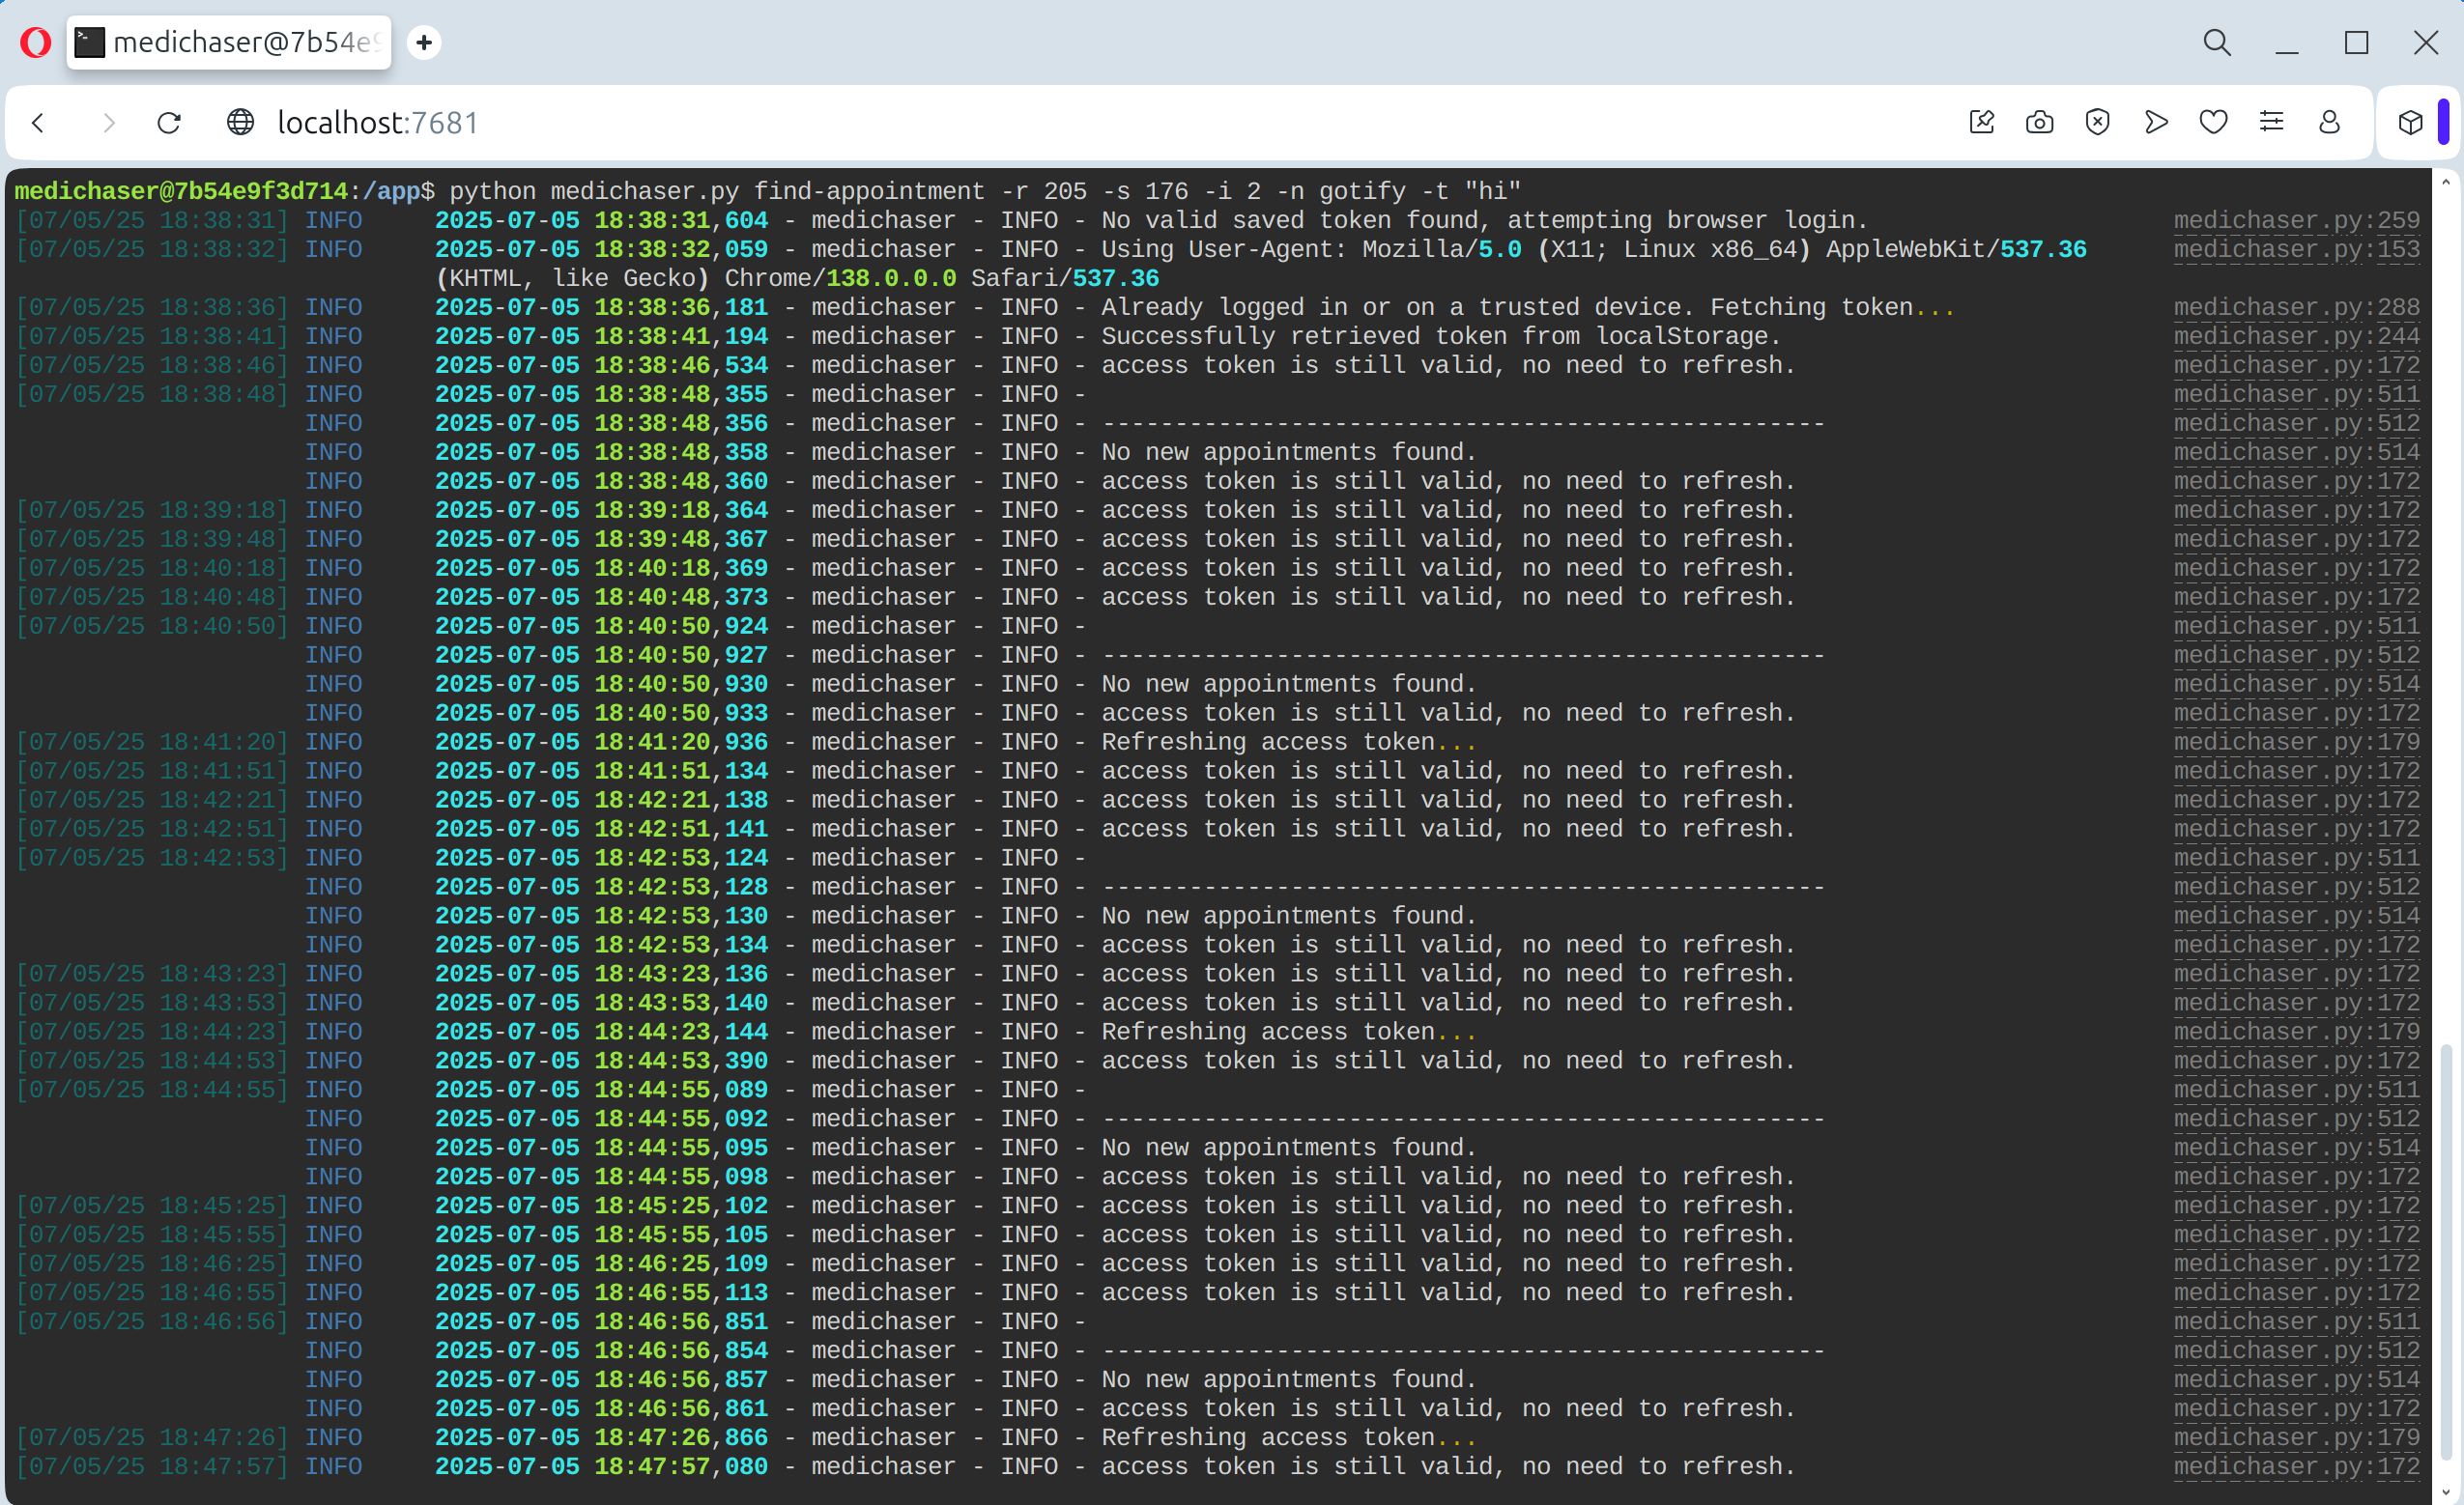 medichaser@7b54e9
localhost:7681
medichaser@7b54e9f3d714:/app$ python medichaser.py find-appointment -r 205 -s 176 -i 2 -n gotify -t "hi"
[07/05/25 18:38:31] INFO 2025-07-05 18:38:31,604 - medichaser - INFO - No valid saved token found, attempting browser login. medichaser.py:259
[07/05/25 18:38:32] INFO 2025-07-05 18:38:32,059 - medichaser - INFO - Using User-Agent: Mozilla/5.0 (X11; Linux x86_64) AppleWebKit/537.36 medichaser.py:153
(KHTML, like Gecko) Chrome/138.0.0.0 Safari/537.36
[07/05/25 18:38:36] INFO 2025-07-05 18:38:36,181 - medichaser - INFO - Already logged in or on a trusted device. Fetching token... medichaser.py:288
[07/05/25 18:38:41] INFO 2025-07-05 18:38:41,194 - medichaser - INFO - Successfully retrieved token from localStorage. medichaser.py:244
[07/05/25 18:38:46] INFO 2025-07-05 18:38:46,534 - medichaser - INFO - access token is still valid, no need to refresh. medichaser.py:172
[07/05/25 18:38:48] INFO 2025-07-05 18:38:48,355 - medichaser - INFO - medichaser.py:511
INFO 2025-07-05 18:38:48,356 - medichaser - INFO - -------------------------------------------------- medichaser.py:512
INFO 2025-07-05 18:38:48,358 - medichaser - INFO - No new appointments found. medichaser.py:514
INFO 2025-07-05 18:38:48,360 - medichaser - INFO - access token is still valid, no need to refresh. medichaser.py:172
[07/05/25 18:39:18] INFO 2025-07-05 18:39:18,364 - medichaser - INFO - access token is still valid, no need to refresh. medichaser.py:172
[07/05/25 18:39:48] INFO 2025-07-05 18:39:48,367 - medichaser - INFO - access token is still valid, no need to refresh. medichaser.py:172
[07/05/25 18:40:18] INFO 2025-07-05 18:40:18,369 - medichaser - INFO - access token is still valid, no need to refresh. medichaser.py:172
[07/05/25 18:40:48] INFO 2025-07-05 18:40:48,373 - medichaser - INFO - access token is still valid, no need to refresh. medichaser.py:172
[07/05/25 18:40:50] INFO 2025-07-05 18:40:50,924 - medichaser - INFO - medichaser.py:511
INFO 2025-07-05 18:40:50,927 - medichaser - INFO - -------------------------------------------------- medichaser.py:512
INFO 2025-07-05 18:40:50,930 - medichaser - INFO - No new appointments found. medichaser.py:514
INFO 2025-07-05 18:40:50,933 - medichaser - INFO - access token is still valid, no need to refresh. medichaser.py:172
[07/05/25 18:41:20] INFO 2025-07-05 18:41:20,936 - medichaser - INFO - Refreshing access token... medichaser.py:179
[07/05/25 18:41:51] INFO 2025-07-05 18:41:51,134 - medichaser - INFO - access token is still valid, no need to refresh. medichaser.py:172
[07/05/25 18:42:21] INFO 2025-07-05 18:42:21,138 - medichaser - INFO - access token is still valid, no need to refresh. medichaser.py:172
[07/05/25 18:42:51] INFO 2025-07-05 18:42:51,141 - medichaser - INFO - access token is still valid, no need to refresh. medichaser.py:172
[07/05/25 18:42:53] INFO 2025-07-05 18:42:53,124 - medichaser - INFO - medichaser.py:511
INFO 2025-07-05 18:42:53,128 - medichaser - INFO - -------------------------------------------------- medichaser.py:512
INFO 2025-07-05 18:42:53,130 - medichaser - INFO - No new appointments found. medichaser.py:514
INFO 2025-07-05 18:42:53,134 - medichaser - INFO - access token is still valid, no need to refresh. medichaser.py:172
[07/05/25 18:43:23] INFO 2025-07-05 18:43:23,136 - medichaser - INFO - access token is still valid, no need to refresh. medichaser.py:172
[07/05/25 18:43:53] INFO 2025-07-05 18:43:53,140 - medichaser - INFO - access token is still valid, no need to refresh. medichaser.py:172
[07/05/25 18:44:23] INFO 2025-07-05 18:44:23,144 - medichaser - INFO - Refreshing access token... medichaser.py:179
[07/05/25 18:44:53] INFO 2025-07-05 18:44:53,390 - medichaser - INFO - access token is still valid, no need to refresh. medichaser.py:172
[07/05/25 18:44:55] INFO 2025-07-05 18:44:55,089 - medichaser - INFO - medichaser.py:511
INFO 2025-07-05 18:44:55,092 - medichaser - INFO - -------------------------------------------------- medichaser.py:512
INFO 2025-07-05 18:44:55,095 - medichaser - INFO - No new appointments found. medichaser.py:514
INFO 2025-07-05 18:44:55,098 - medichaser - INFO - access token is still valid, no need to refresh. medichaser.py:172
[07/05/25 18:45:25] INFO 2025-07-05 18:45:25,102 - medichaser - INFO - access token is still valid, no need to refresh. medichaser.py:172
[07/05/25 18:45:55] INFO 2025-07-05 18:45:55,105 - medichaser - INFO - access token is still valid, no need to refresh. medichaser.py:172
[07/05/25 18:46:25] INFO 2025-07-05 18:46:25,109 - medichaser - INFO - access token is still valid, no need to refresh. medichaser.py:172
[07/05/25 18:46:55] INFO 2025-07-05 18:46:55,113 - medichaser - INFO - access token is still valid, no need to refresh. medichaser.py:172
[07/05/25 18:46:56] INFO 2025-07-05 18:46:56,851 - medichaser - INFO - medichaser.py:511
INFO 2025-07-05 18:46:56,854 - medichaser - INFO - -------------------------------------------------- medichaser.py:512
INFO 2025-07-05 18:46:56,857 - medichaser - INFO - No new appointments found. medichaser.py:514
INFO 2025-07-05 18:46:56,861 - medichaser - INFO - access token is still valid, no need to refresh. medichaser.py:172
[07/05/25 18:47:26] INFO 2025-07-05 18:47:26,866 - medichaser - INFO - Refreshing access token... medichaser.py:179
[07/05/25 18:47:57] INFO 2025-07-05 18:47:57,080 - medichaser - INFO - access token is still valid, no need to refresh. medichaser.py:172